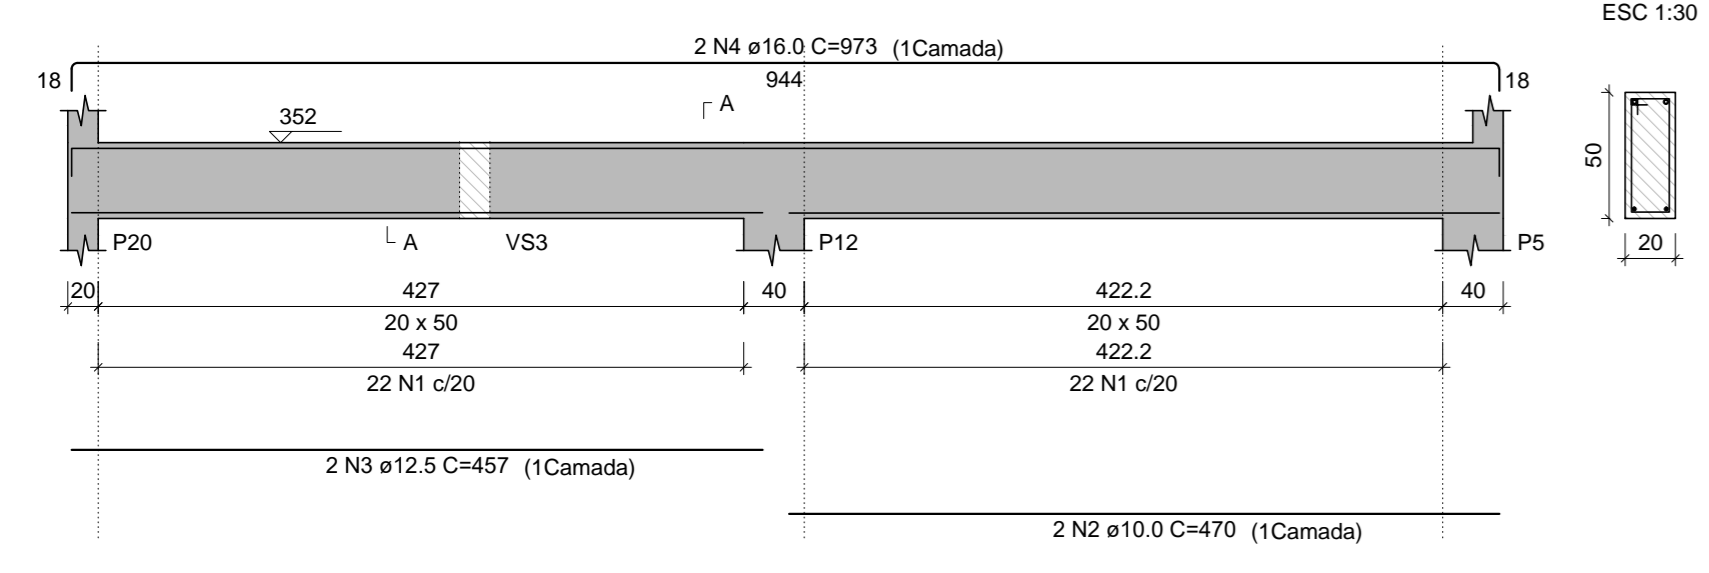 ESC 1:30
2 N4 ø16.0 C=973 (1Camada)
18 944 18
A
352
50
P20 A VS3 P12 P5
20
20 427 40 422.2 40
20 x 50 20 x 50
427 422.2
22 N1 c/20 22 N1 c/20
2 N3 ø12.5 C=457 (1Camada)
2 N2 ø10.0 C=470 (1Camada)